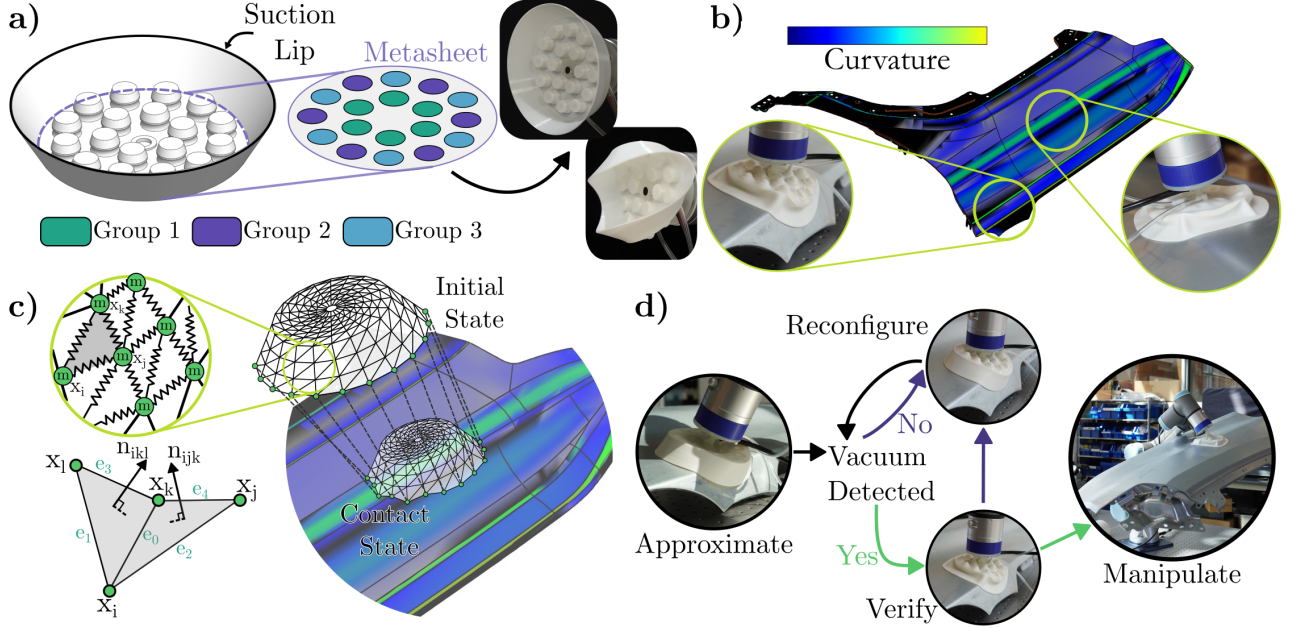 a)
Suction
Lip
Metasheet
Group 1
Group 2
Group 3
b)
Curvature
c)
m
m
x_k
m
m
x_j
m
m
x_i
m
Initial
State
Contact
State
n_ikl
n_ijk
x_l
e_3
x_k
e_4
x_j
e_1
e_0
e_2
x_i
d)
Reconfigure
No
Vacuum
Detected
Approximate
Yes
Verify
Manipulate